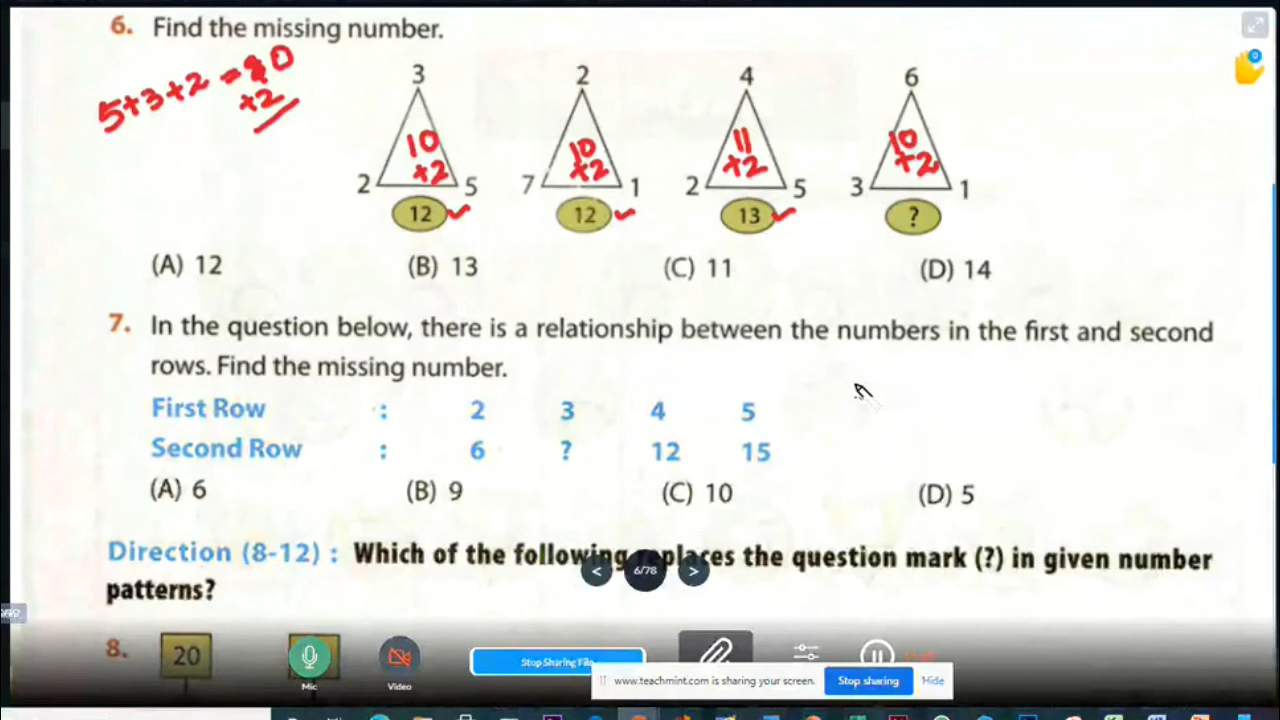 6. Find the missing number.
5+3+2 = 10
+2
3 2 4 6
10 10 11 10
+2 +2 +2 +2
2 5 7 1 2 5 3 1
12 12 13 ?
(A) 12 (B) 13 (C) 11 (D) 14
7. In the question below, there is a relationship between the numbers in the first and second
rows. Find the missing number.
First Row : 2 3 4 5
Second Row : 6 ? 12 15
(A) 6 (B) 9 (C) 10 (D) 5
Direction (8-12) : Which of the following replaces the question mark (?) in given number
patterns?
< 6/78 >
8. 20
Mic Video Stop Sharing File
www.teachmint.com is sharing your screen. Stop sharing Hide